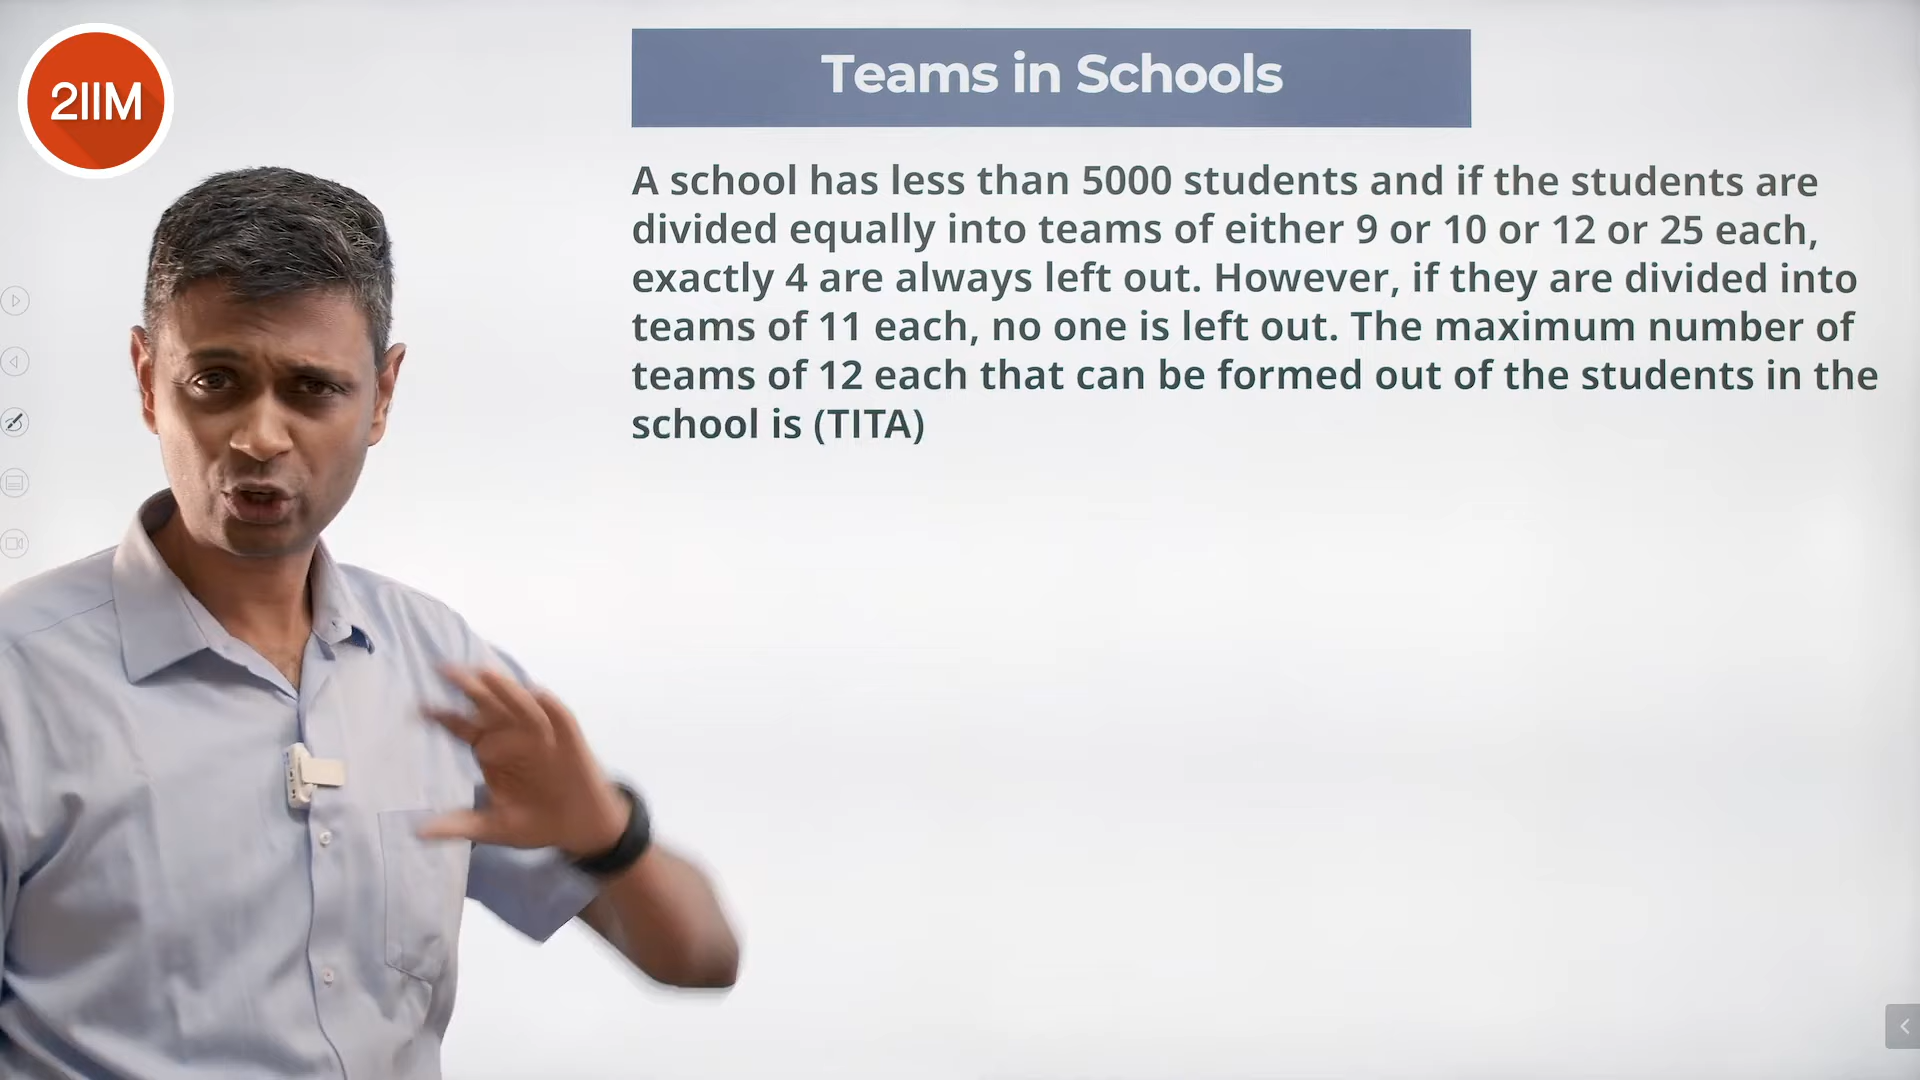 2IIM
Teams in Schools
A school has less than 5000 students and if the students are
divided equally into teams of either 9 or 10 or 12 or 25 each,
exactly 4 are always left out. However, if they are divided into
teams of 11 each, no one is left out. The maximum number of
teams of 12 each that can be formed out of the students in the
school is (TITA)